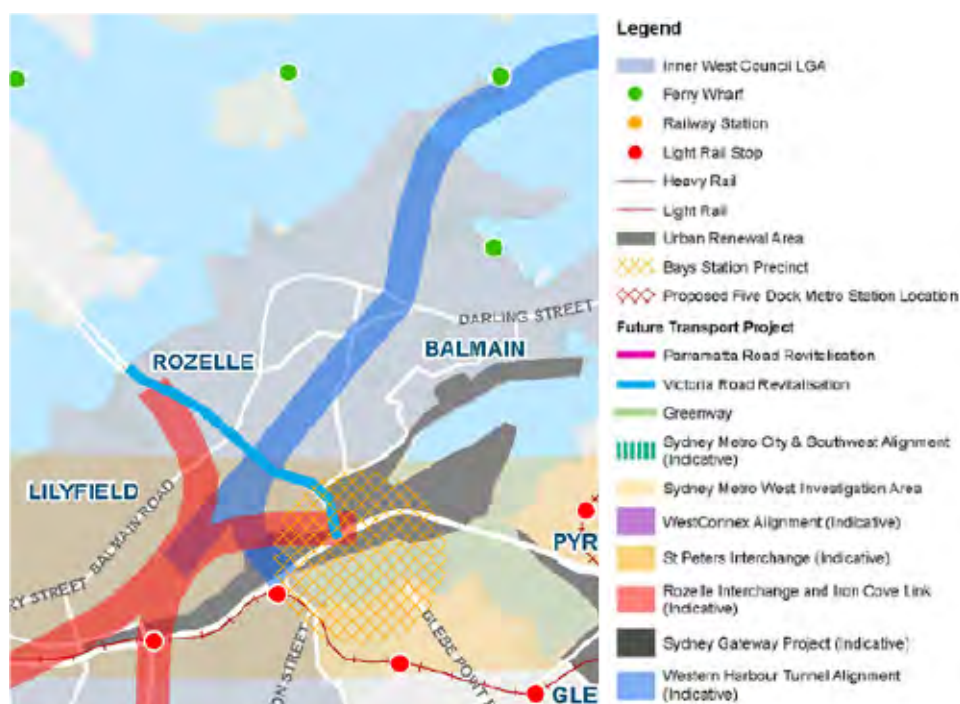 DARLING STREET
ROZELLE
BALMAIN
LILYFIELD
BALMAIN ROAD
PYR
RY STREET
GLEBE POINT
ON STREET
GLE
Legend
Inner West Council LGA
Ferry Wharf
Railway Station
Light Rail Stop
Heavy Rail
Light Rail
Urban Renewal Area
Bays Station Precinct
Proposed Five Dock Metro Station Location
Future Transport Project
Parramatta Road Revitalisation
Victoria Road Revitalisation
Greenway
Sydney Metro City & Southwest Alignment
(Indicative)
Sydney Metro West Investigation Area
WestConnex Alignment (Indicative)
St Peters Interchange (Indicative)
Rozelle Interchange and Iron Cove Link
(Indicative)
Sydney Gateway Project (Indicative)
Western Harbour Tunnel Alignment
(Indicative)